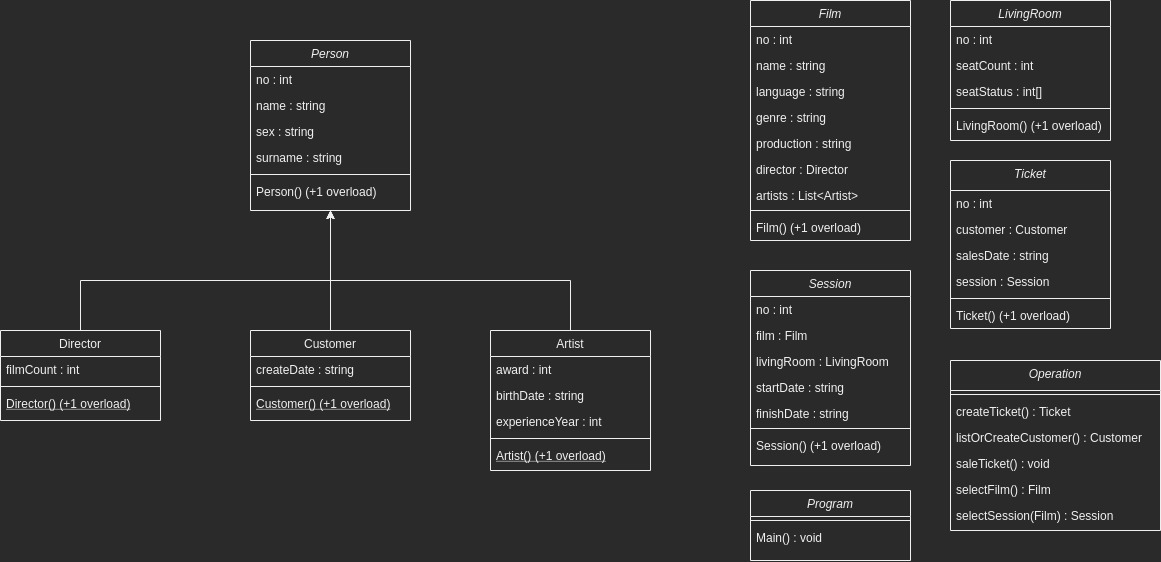 Person
no : int
name : string
sex : string
surname : string
Person() (+1 overload)
Director
filmCount : int
Director() (+1 overload)
Customer
createDate : string
Customer() (+1 overload)
Artist
award : int
birthDate : string
experienceYear : int
Artist() (+1 overload)
Film
no : int
name : string
language : string
genre : string
production : string
director : Director
artists : List<Artist>
Film() (+1 overload)
Session
no : int
film : Film
livingRoom : LivingRoom
startDate : string
finishDate : string
Session() (+1 overload)
Program
Main() : void
LivingRoom
no : int
seatCount : int
seatStatus : int[]
LivingRoom() (+1 overload)
Ticket
no : int
customer : Customer
salesDate : string
session : Session
Ticket() (+1 overload)
Operation
createTicket() : Ticket
listOrCreateCustomer() : Customer
saleTicket() : void
selectFilm() : Film
selectSession(Film) : Session